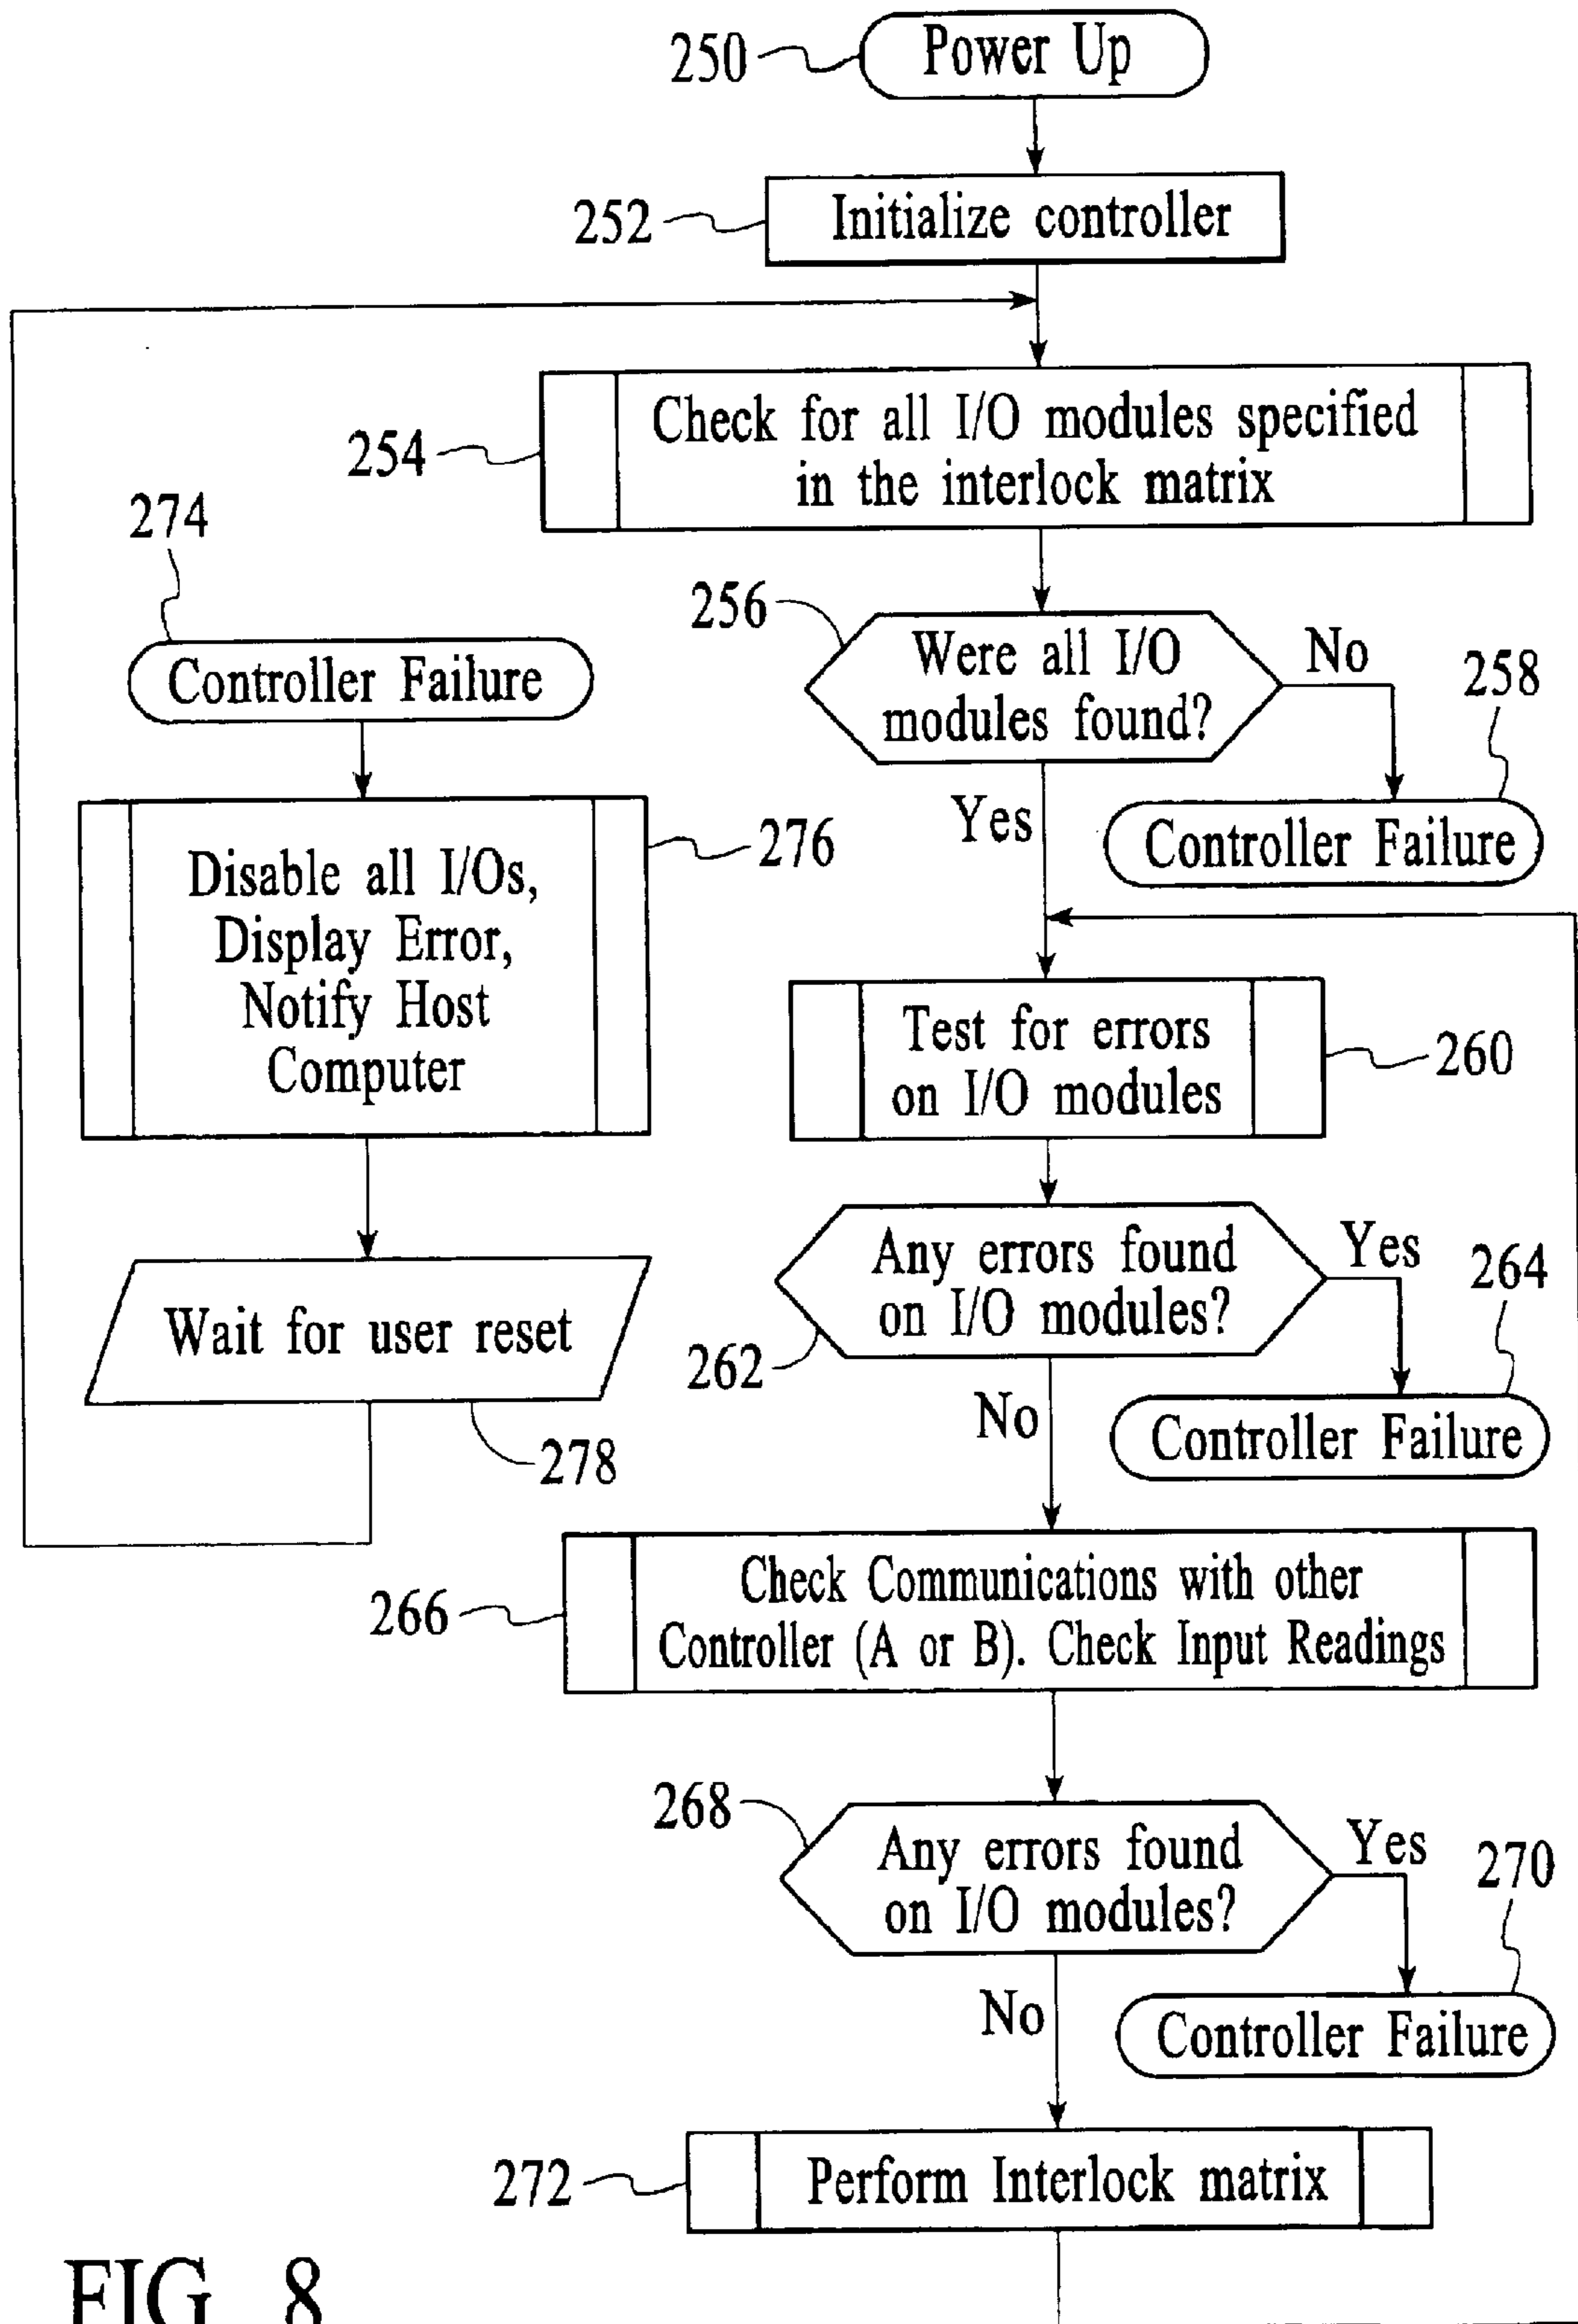 250
Power Up
252
Initialize controller
254
Check for all I/O modules specified
in the interlock matrix
274
256
Were all I/O
modules found?
No
258
Controller Failure
Yes
Controller Failure
276
Disable all I/Os,
Display Error,
Notify Host
Computer
Test for errors
on I/O modules
260
Any errors found
on I/O modules?
Yes
264
262
Wait for user reset
No
Controller Failure
278
266
Check Communications with other
Controller (A or B). Check Input Readings
268
Any errors found
on I/O modules?
Yes
270
No
Controller Failure
272
Perform Interlock matrix
FIG. 8